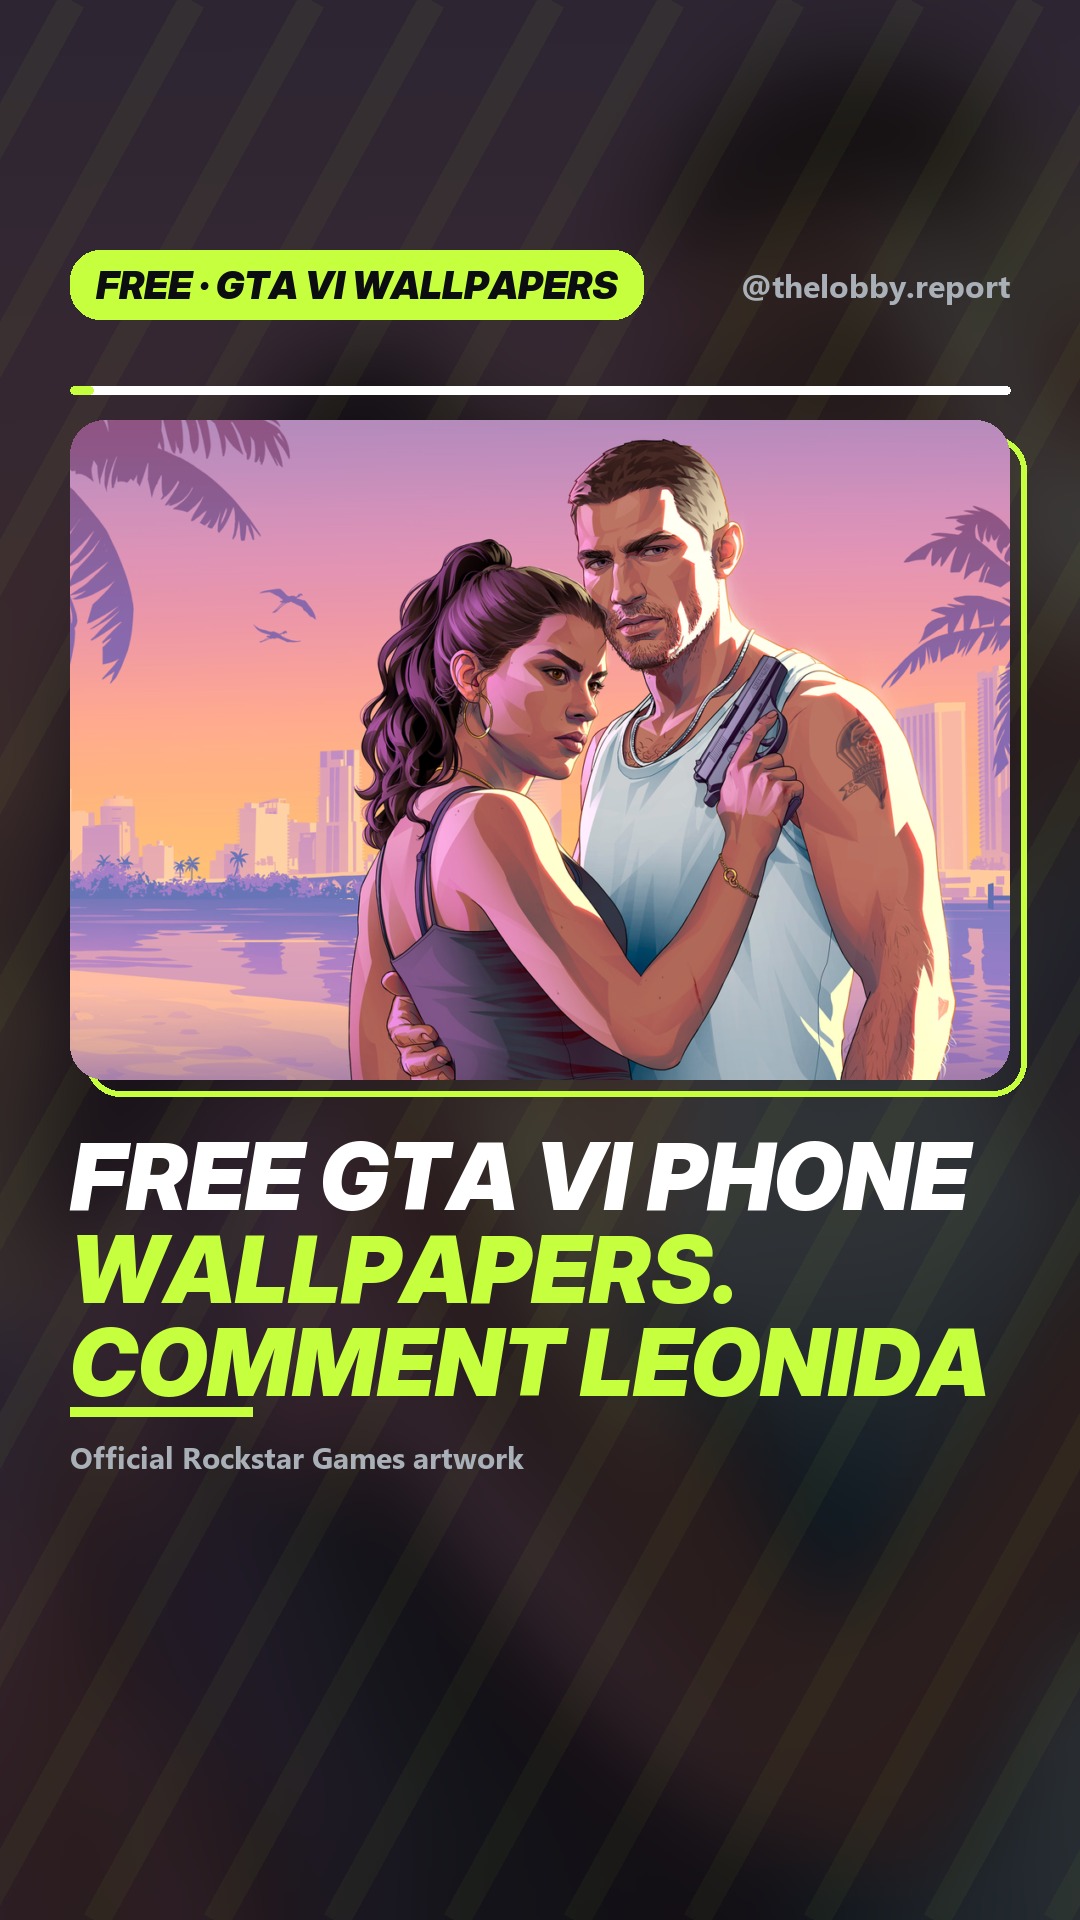 FREE · GTA VI WALLPAPERS
@thelobby.report
FREE GTA VI PHONE
WALLPAPERS.
COMMENT LEONIDA
Official Rockstar Games artwork